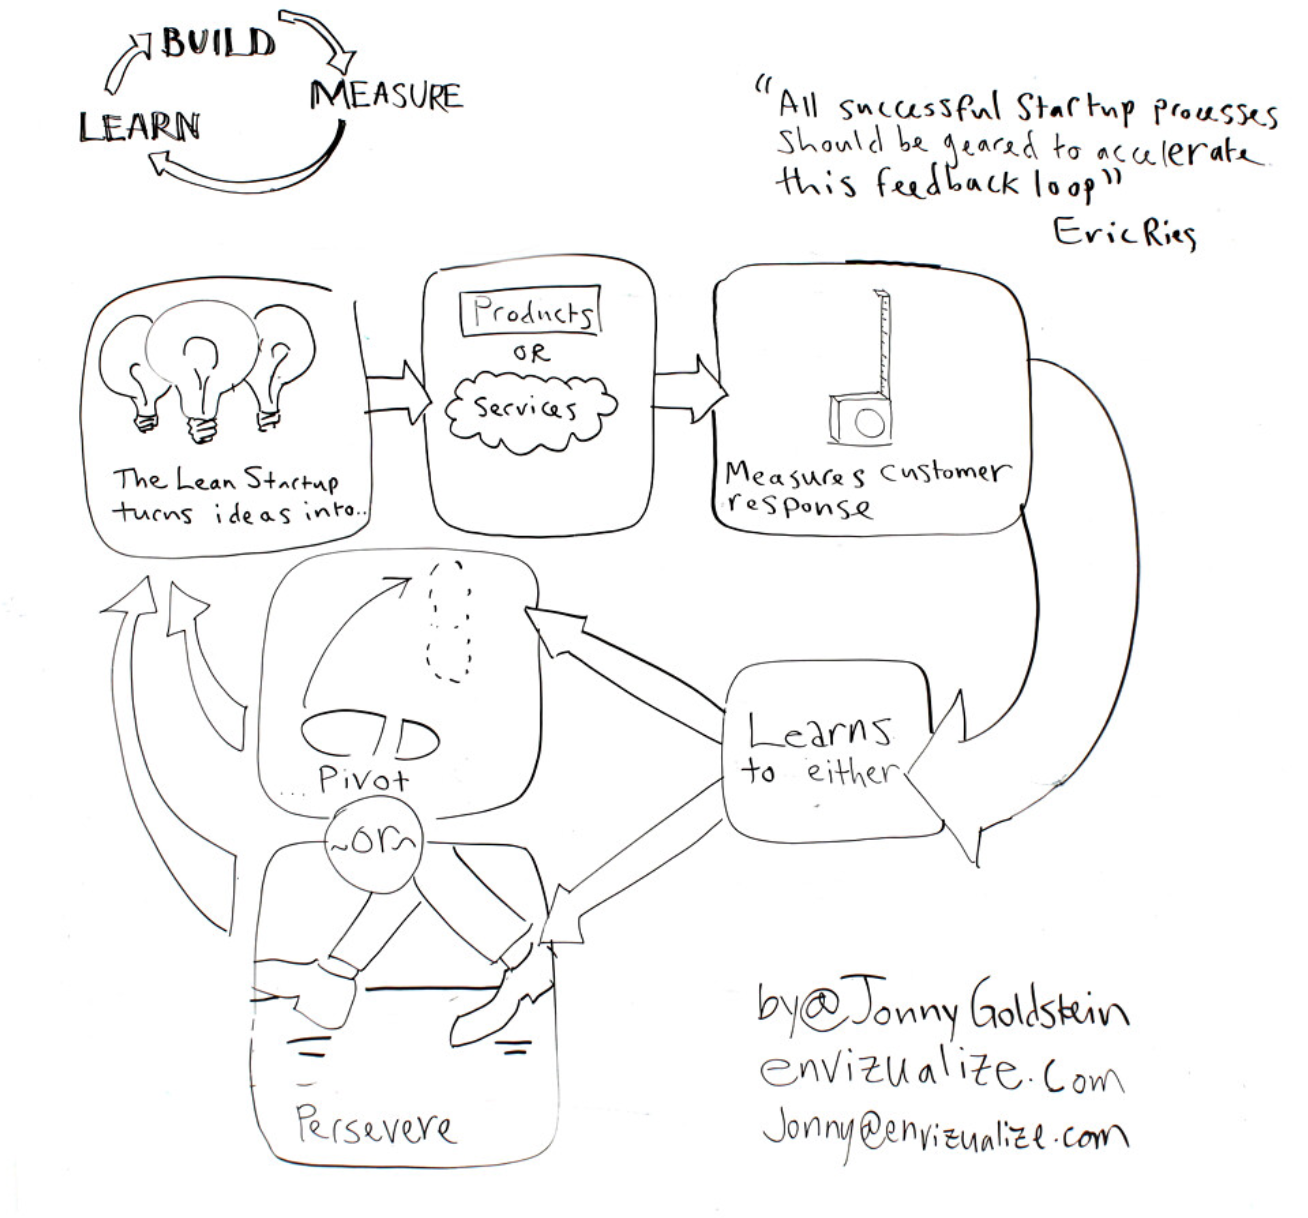 BUILD
MEASURE
LEARN
"All successful Startup processes
should be geared to accelerate
this feedback loop"
Eric Ries
The Lean Startup
turns ideas into..
Products
OR
Services
Measures customer
response
Learns
to either
... Pivot
~or~
Persevere
by @JonnyGoldstein
envizualize.com
Jonny@envizualize.com